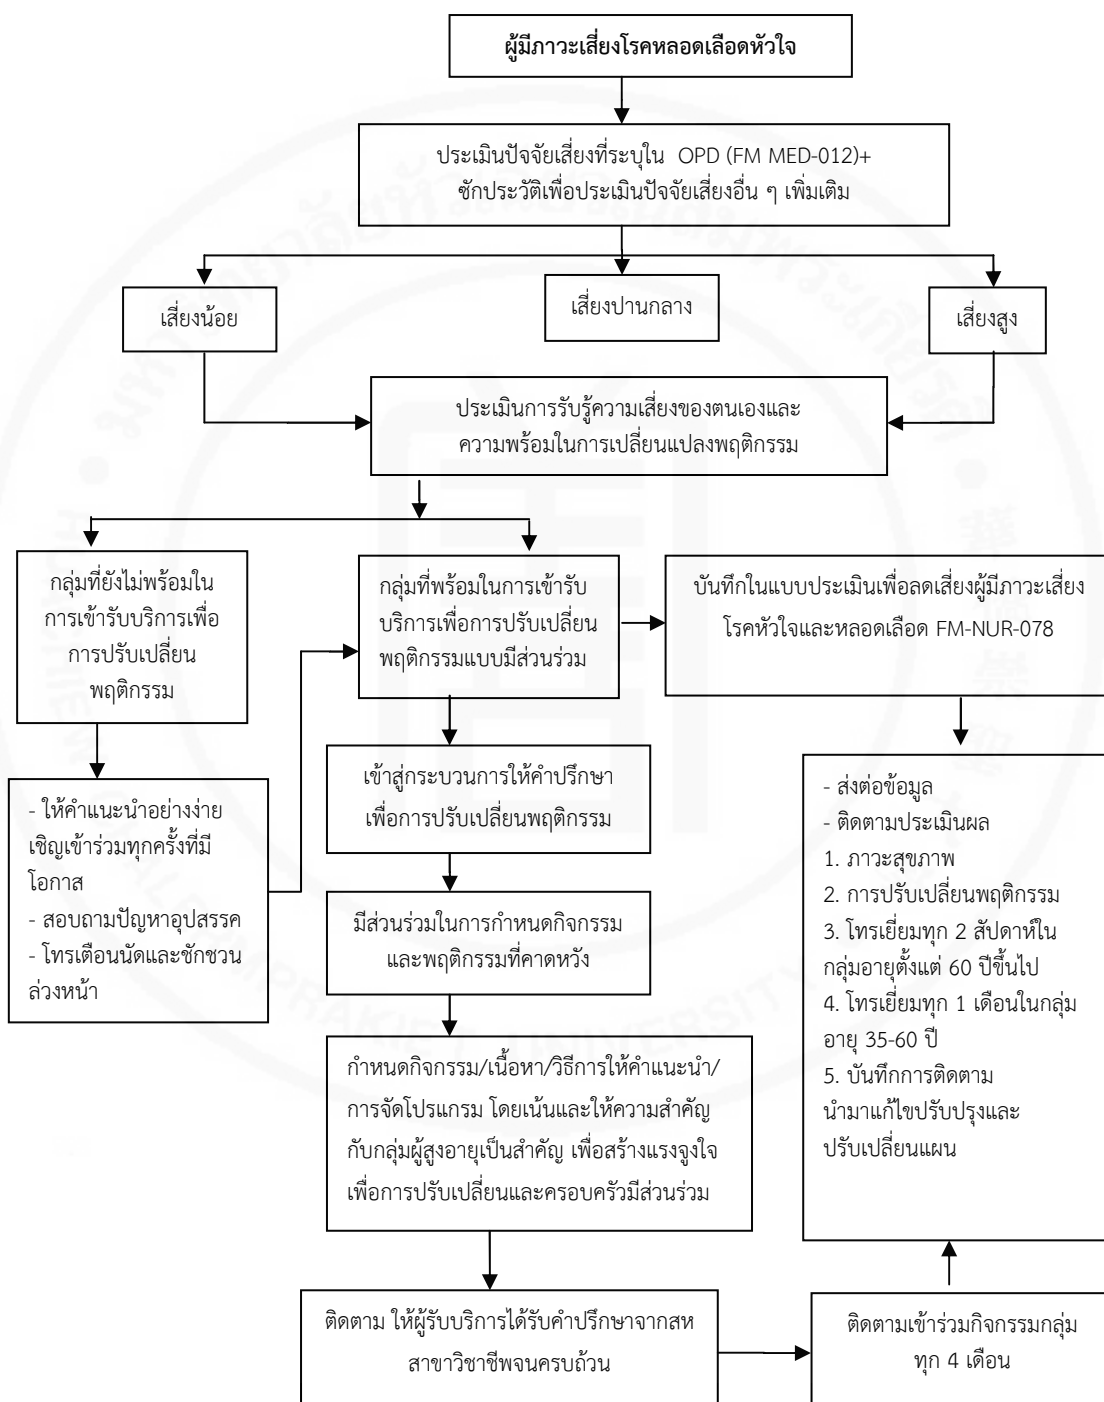 ผู้มีภาวะเสี่ยงโรคหลอดเลือดหัวใจ
ประเมินปัจจัยเสี่ยงที่ระบุใน OPD (FM MED-012)+
ซักประวัติเพื่อประเมินปัจจัยเสี่ยงอื่น ๆ เพิ่มเติม
เสี่ยงน้อย
เสี่ยงปานกลาง
เสี่ยงสูง
ประเมินการรับรู้ความเสี่ยงของตนเองและ
ความพร้อมในการเปลี่ยนแปลงพฤติกรรม
กลุ่มที่ยังไม่พร้อมใน
การเข้ารับบริการเพื่อ
การปรับเปลี่ยน
พฤติกรรม
กลุ่มที่พร้อมในการเข้ารับ
บริการเพื่อการปรับเปลี่ยน
พฤติกรรมแบบมีส่วนร่วม
บันทึกในแบบประเมินเพื่อลดเสี่ยงผู้มีภาวะเสี่ยง
โรคหัวใจและหลอดเลือด FM-NUR-078
- ให้คำแนะนำอย่างง่าย
เชิญเข้าร่วมทุกครั้งที่มี
โอกาส
- สอบถามปัญหาอุปสรรค
- โทรเตือนนัดและชักชวน
ล่วงหน้า
เข้าสู่กระบวนการให้คำปรึกษา
เพื่อการปรับเปลี่ยนพฤติกรรม
มีส่วนร่วมในการกำหนดกิจกรรม
และพฤติกรรมที่คาดหวัง
กำหนดกิจกรรม/เนื้อหา/วิธีการให้คำแนะนำ/
การจัดโปรแกรม โดยเน้นและให้ความสำคัญ
กับกลุ่มผู้สูงอายุเป็นสำคัญ เพื่อสร้างแรงจูงใจ
เพื่อการปรับเปลี่ยนและครอบครัวมีส่วนร่วม
- ส่งต่อข้อมูล
- ติดตามประเมินผล
1. ภาวะสุขภาพ
2. การปรับเปลี่ยนพฤติกรรม
3. โทรเยี่ยมทุก 2 สัปดาห์ใน
กลุ่มอายุตั้งแต่ 60 ปีขึ้นไป
4. โทรเยี่ยมทุก 1 เดือนในกลุ่ม
อายุ 35-60 ปี
5. บันทึกการติดตาม
นำมาแก้ไขปรับปรุงและ
ปรับเปลี่ยนแผน
ติดตาม ให้ผู้รับบริการได้รับคำปรึกษาจากสห
สาขาวิชาชีพจนครบถ้วน
ติดตามเข้าร่วมกิจกรรมกลุ่ม
ทุก 4 เดือน